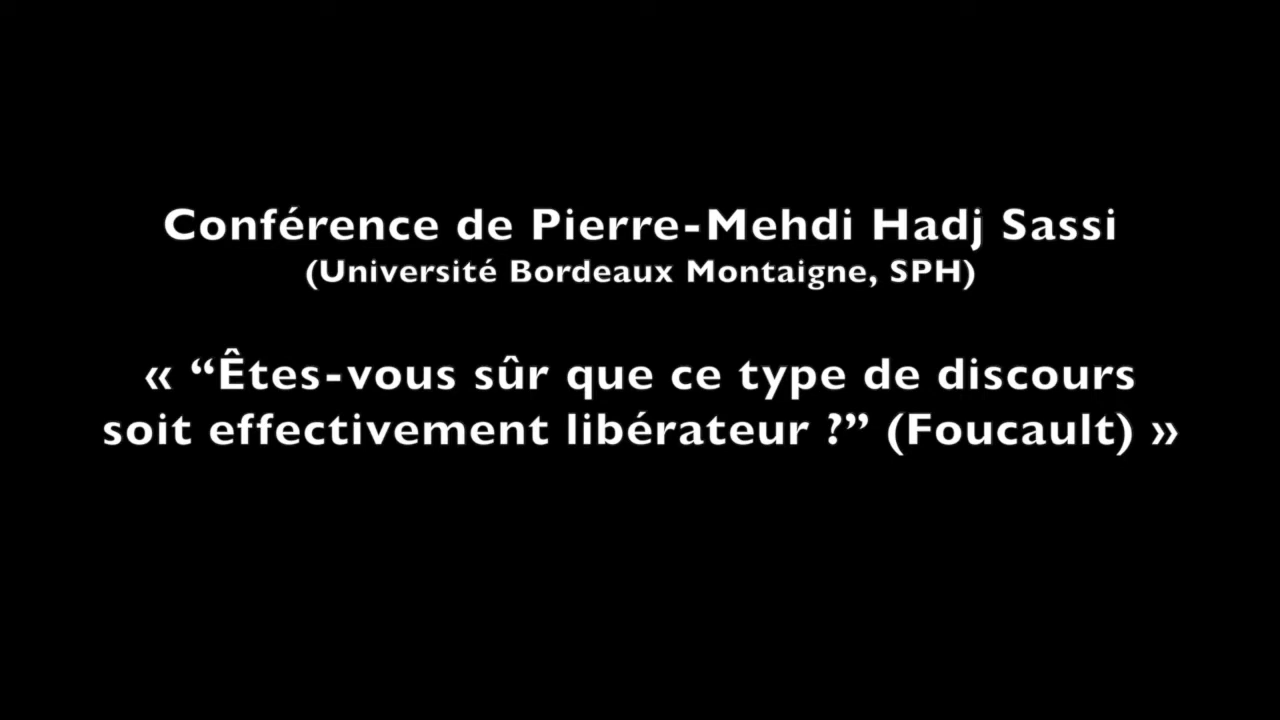 Conférence de Pierre-Mehdi Hadj Sassi
(Université Bordeaux Montaigne, SPH)
« “Êtes-vous sûr que ce type de discours
soit effectivement libérateur ?” (Foucault) »